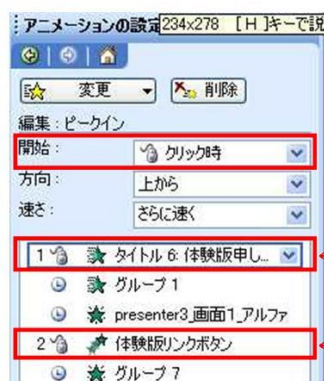 アニメーションの設定 234x278 [H]キーで説
変更 削除
編集:ピークイン
開始: クリック時
方向: 上から
速さ: さらに速く
1 タイトル 6: 体験版申し...
グループ 1
presenter3_画面1_アルファ
2 体験版リンクボタン
グループ 7